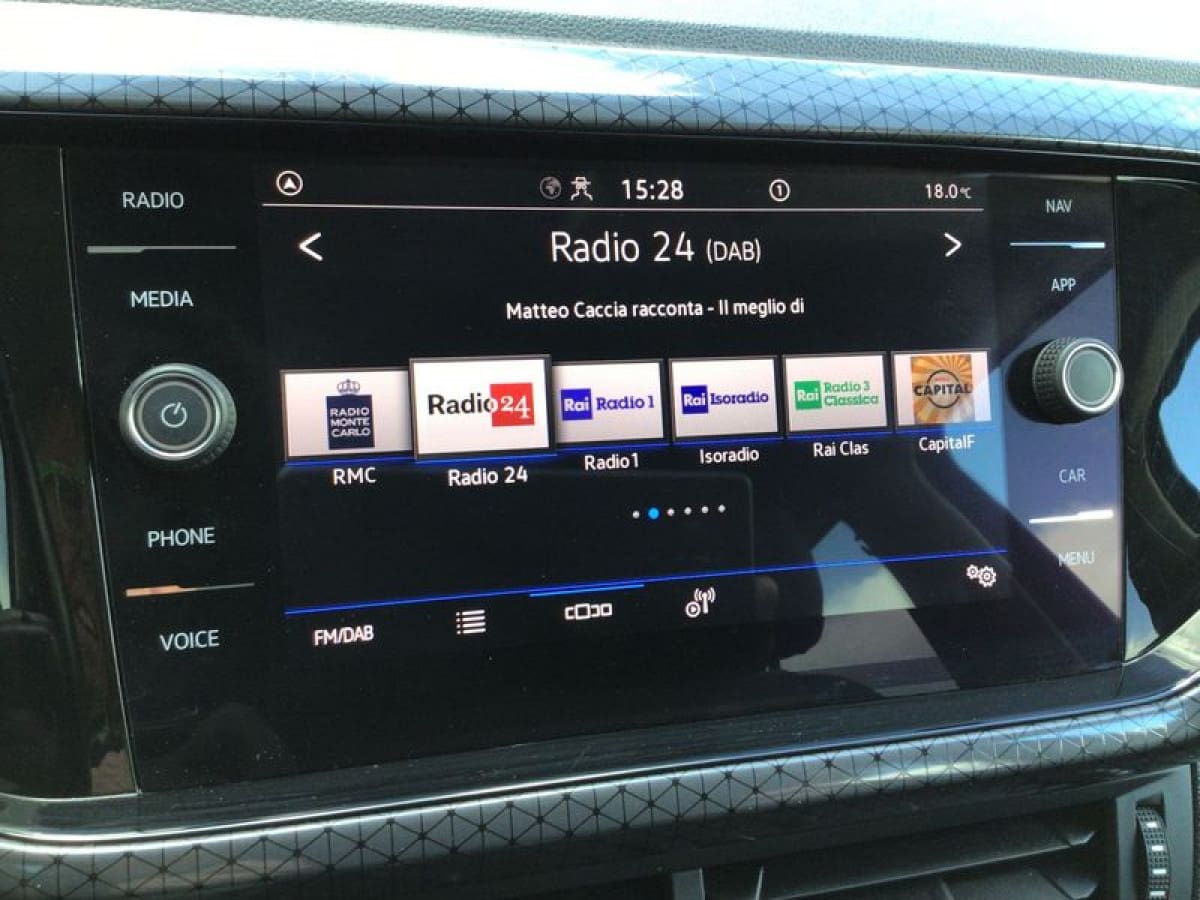 RADIO
MEDIA
PHONE
VOICE
15:28
1
18.0°C
Radio 24 (DAB)
Matteo Caccia racconta - Il meglio di
RADIO
MONTE
CARLO
Radio24
Rai Radio 1
Rai Isoradio
Rai Radio 3
Classica
CAPITAL
RMC
Radio 24
Radio1
Isoradio
Rai Clas
CapitalF
FM/DAB
NAV
APP
CAR
MENU